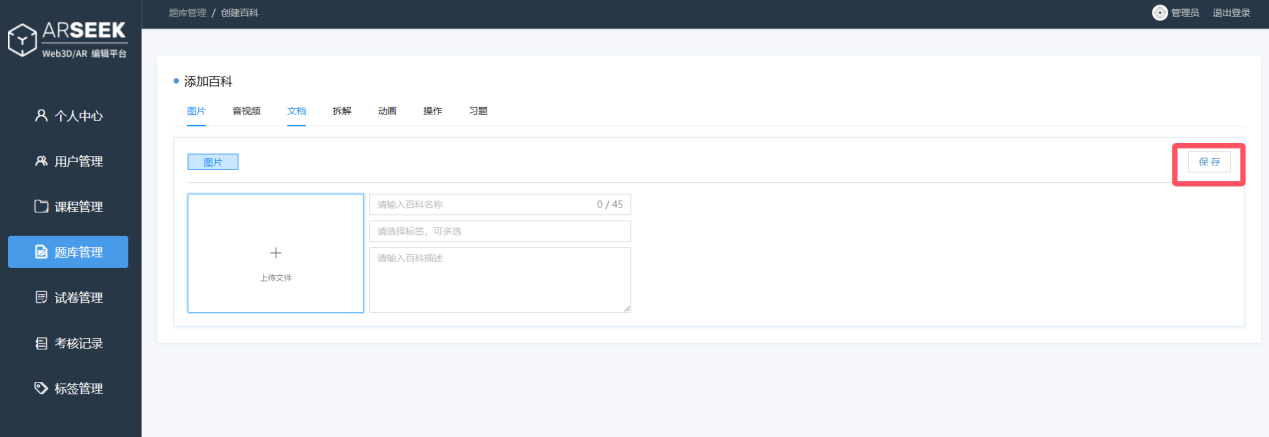 ARSEEK
Web3D/AR 编辑平台
个人中心
用户管理
课程管理
题库管理
试卷管理
考核记录
标签管理
题库管理 / 创建百科
管理员 退出登录
添加百科
图片 音视频 文档 拆解 动画 操作 习题
图片
保 存
上传文件
请输入百科名称 0 / 45
请选择标签，可多选
请输入百科描述